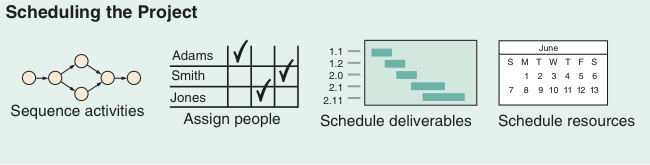 Scheduling the Project
Adams
Smith
Jones
1.1
1.2
2.0
2.1
2.11
June
S M T W T F S
1 2 3 4 5 6
7 8 9 10 11 12 13
Sequence activities
Assign people
Schedule deliverables
Schedule resources